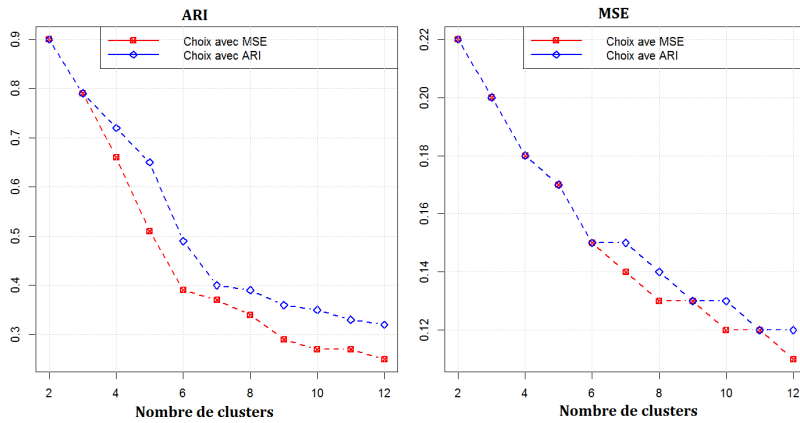 ARI
Choix avec MSE
Choix avec ARI
0.9
0.8
0.7
0.6
0.5
0.4
0.3
2 4 6 8 10 12
Nombre de clusters
MSE
Choix ave MSE
Choix ave ARI
0.22
0.20
0.18
0.16
0.14
0.12
2 4 6 8 10 12
Nombre de clusters